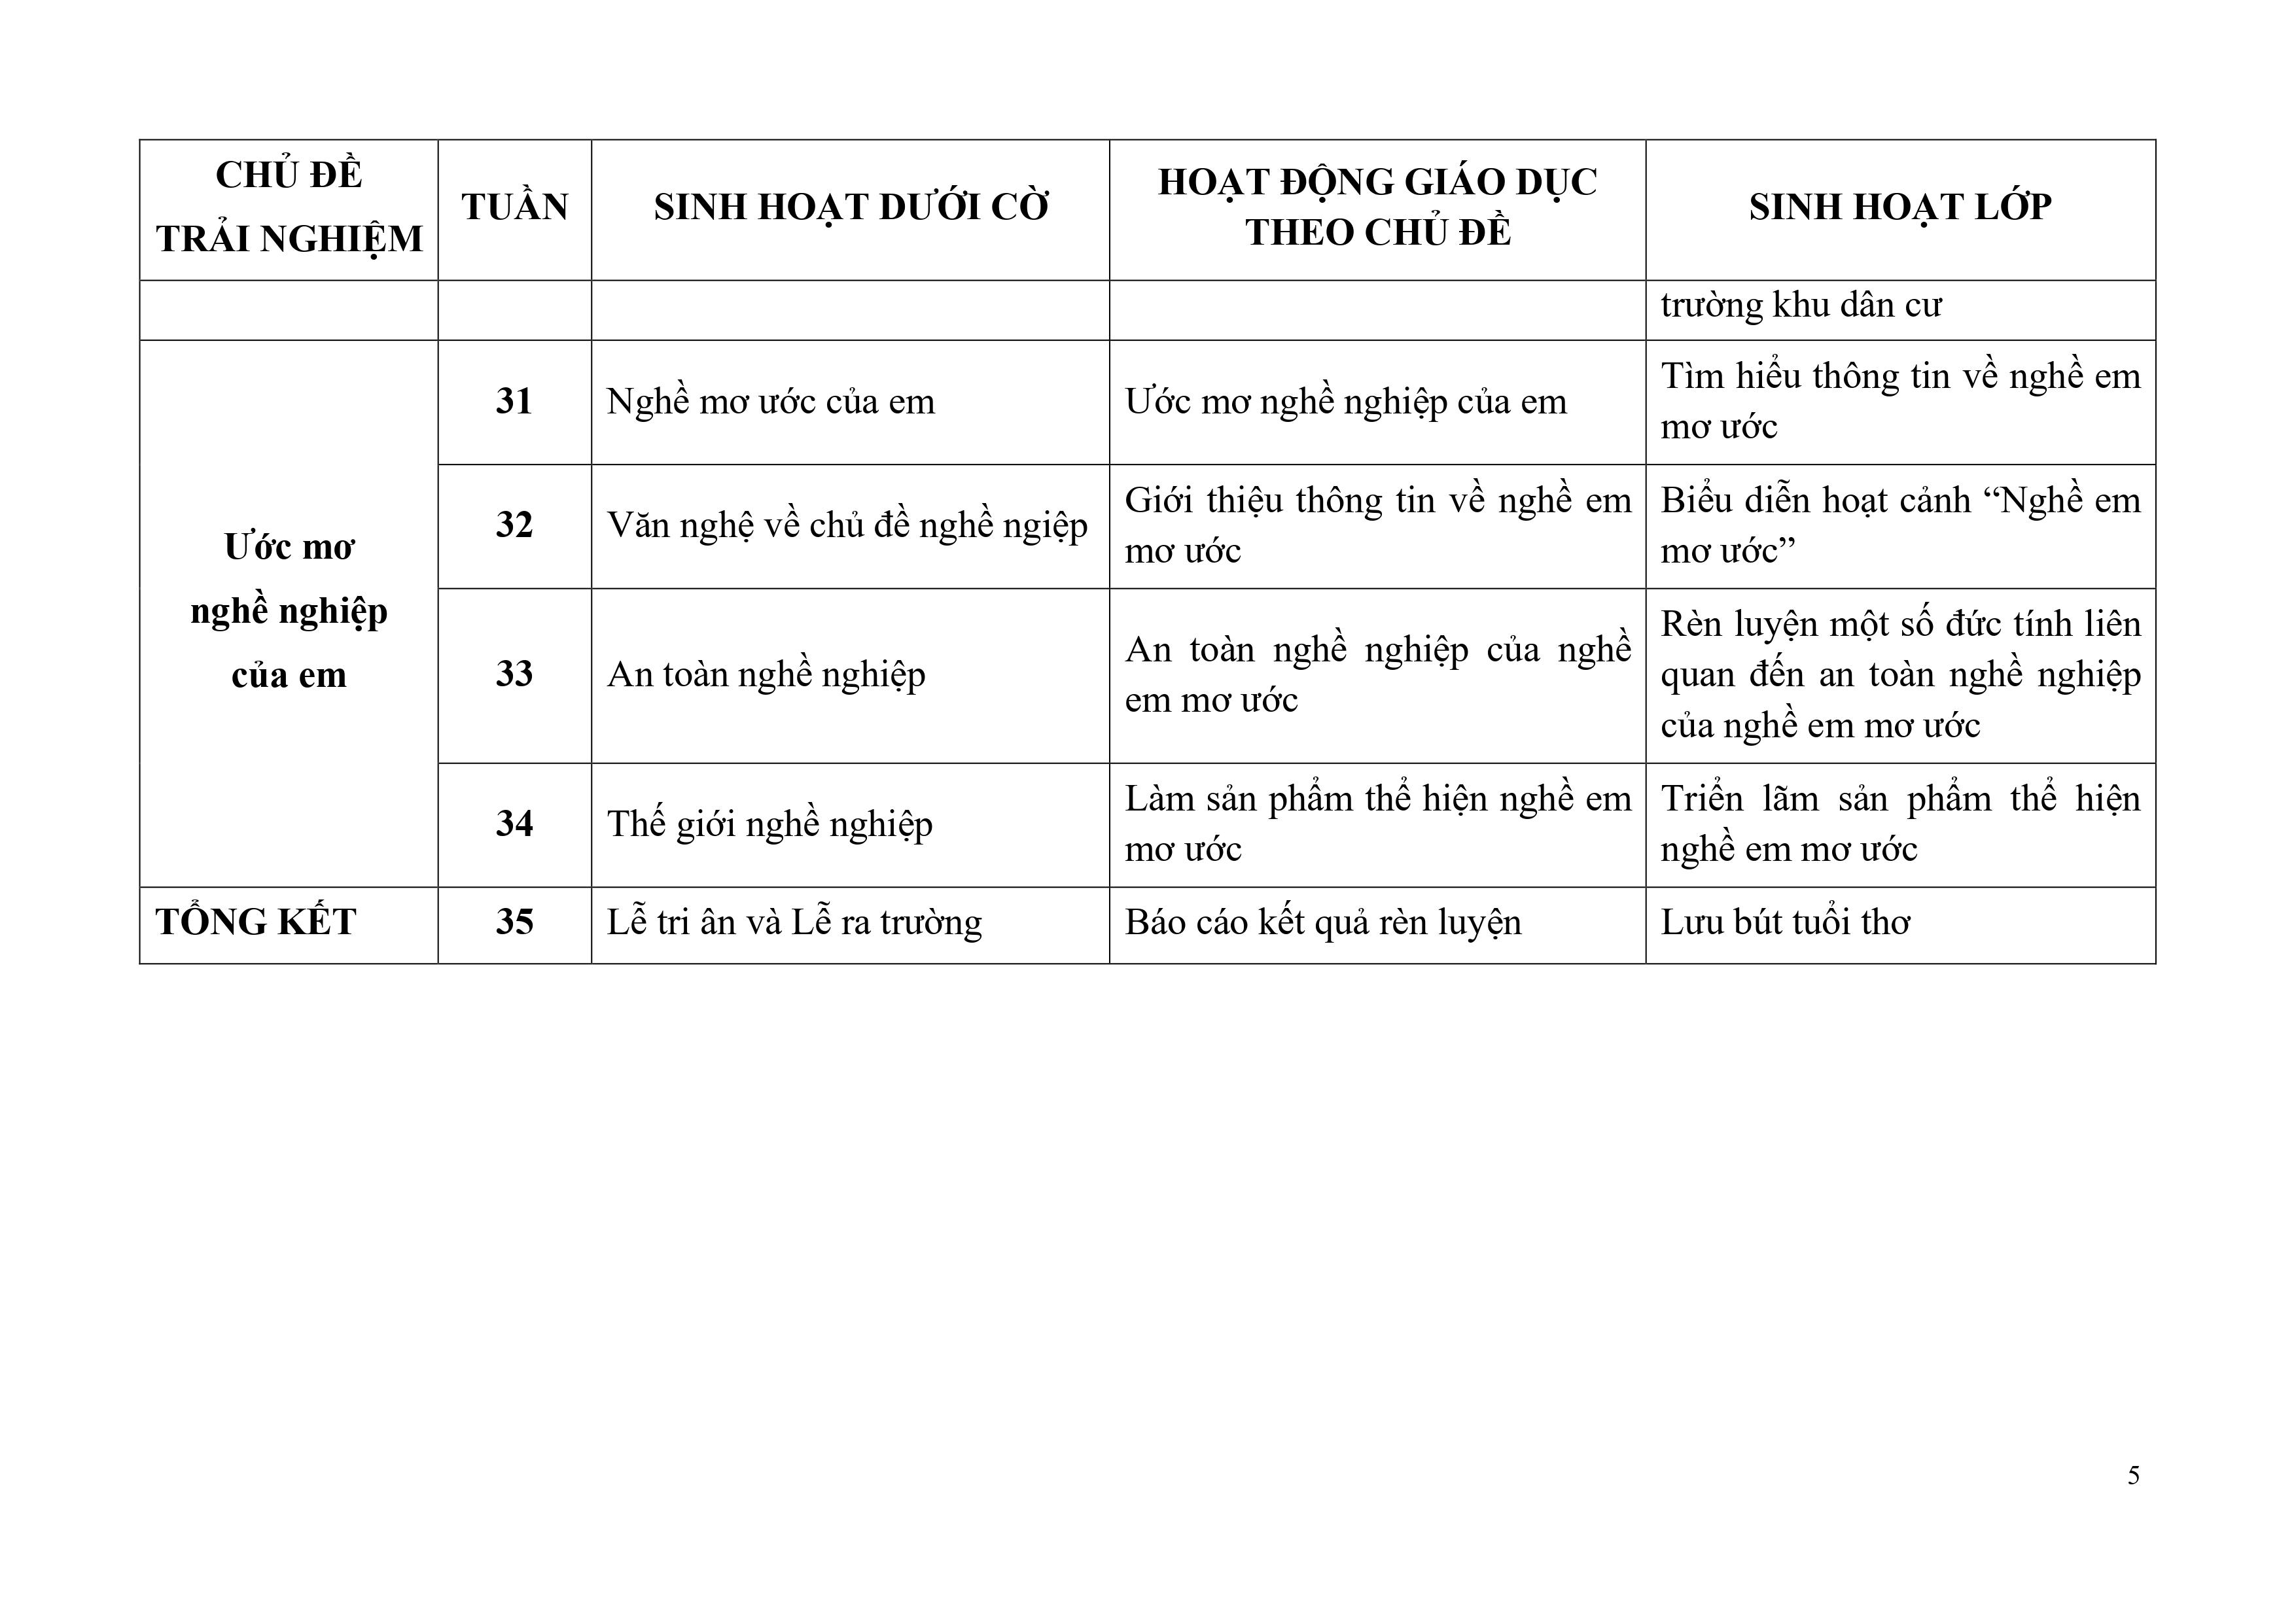 CHỦ ĐỀ
TRẢI NGHIỆM
TUẦN
SINH HOẠT DƯỚI CỜ
HOẠT ĐỘNG GIÁO DỤC
THEO CHỦ ĐỀ
SINH HOẠT LỚP
trường khu dân cư
Ước mơ
nghề nghiệp
của em
31
Nghề mơ ước của em
Ước mơ nghề nghiệp của em
Tìm hiểu thông tin về nghề em
mơ ước
32
Văn nghệ về chủ đề nghề ngiệp
Giới thiệu thông tin về nghề em
mơ ước
Biểu diễn hoạt cảnh “Nghề em
mơ ước”
33
An toàn nghề nghiệp
An toàn nghề nghiệp của nghề
em mơ ước
Rèn luyện một số đức tính liên
quan đến an toàn nghề nghiệp
của nghề em mơ ước
34
Thế giới nghề nghiệp
Làm sản phẩm thể hiện nghề em
mơ ước
Triển lãm sản phẩm thể hiện
nghề em mơ ước
TỔNG KẾT
35
Lễ tri ân và Lễ ra trường
Báo cáo kết quả rèn luyện
Lưu bút tuổi thơ
5